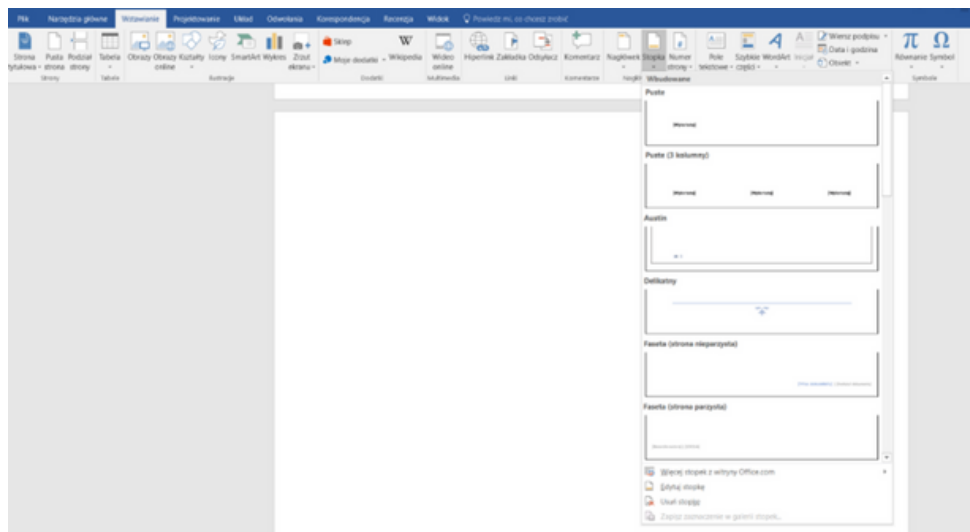 Plik Narzędzia główne Wstawianie Projektowanie Układ Odwołania Korespondencja Recenzja Widok Powiedz mi, co chcesz zrobić
Strona tytułowa Pusta strona Podział strony Tabela Obrazy Obrazy online Kształty Ikony SmartArt Wykres Zrzut ekranu Sklep Moje dodatki Wikipedia Wideo online Hiperlink Zakładka Odsyłacz Komentarz Nagłówek Stopka Numer strony Pole tekstowe Szybkie części WordArt Inicjał Wiersz podpisu Data i godzina Obiekt Równanie Symbol
Strony Tabele Ilustracje Dodatki Multimedia Linki Komentarze Symbole
Wbudowane
Puste
Puste (3 kolumny)
Austin
Delikatny
Faseta (strona nieparzysta)
Faseta (strona parzysta)
Więcej stopek z witryny Office.com
Edytuj stopkę
Usuń stopkę
Zapisz zaznaczenie w galerii stopek...